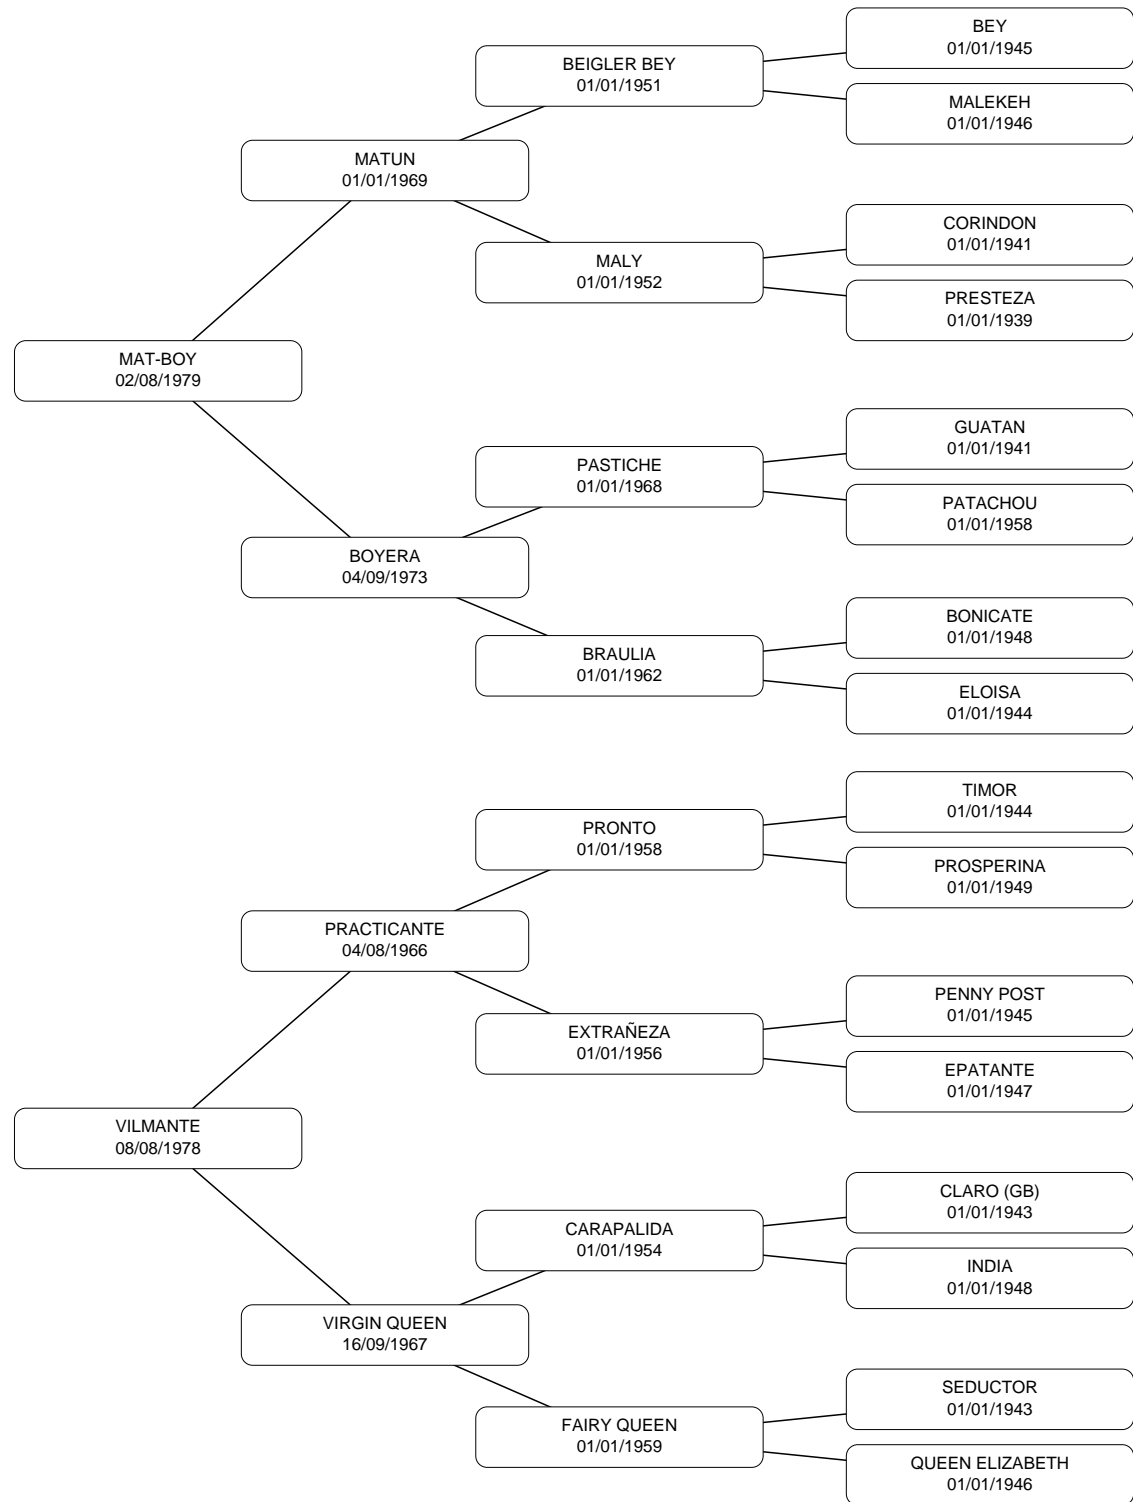 BEY
01/01/1945
BEIGLER BEY
01/01/1951
MALEKEH
01/01/1946
MATUN
01/01/1969
CORINDON
01/01/1941
MALY
01/01/1952
PRESTEZA
01/01/1939
MAT-BOY
02/08/1979
GUATAN
01/01/1941
PASTICHE
01/01/1968
PATACHOU
01/01/1958
BOYERA
04/09/1973
BONICATE
01/01/1948
BRAULIA
01/01/1962
ELOISA
01/01/1944
TIMOR
01/01/1944
PRONTO
01/01/1958
PROSPERINA
01/01/1949
PRACTICANTE
04/08/1966
PENNY POST
01/01/1945
EXTRAÑEZA
01/01/1956
EPATANTE
01/01/1947
VILMANTE
08/08/1978
CLARO (GB)
01/01/1943
CARAPALIDA
01/01/1954
INDIA
01/01/1948
VIRGIN QUEEN
16/09/1967
SEDUCTOR
01/01/1943
FAIRY QUEEN
01/01/1959
QUEEN ELIZABETH
01/01/1946